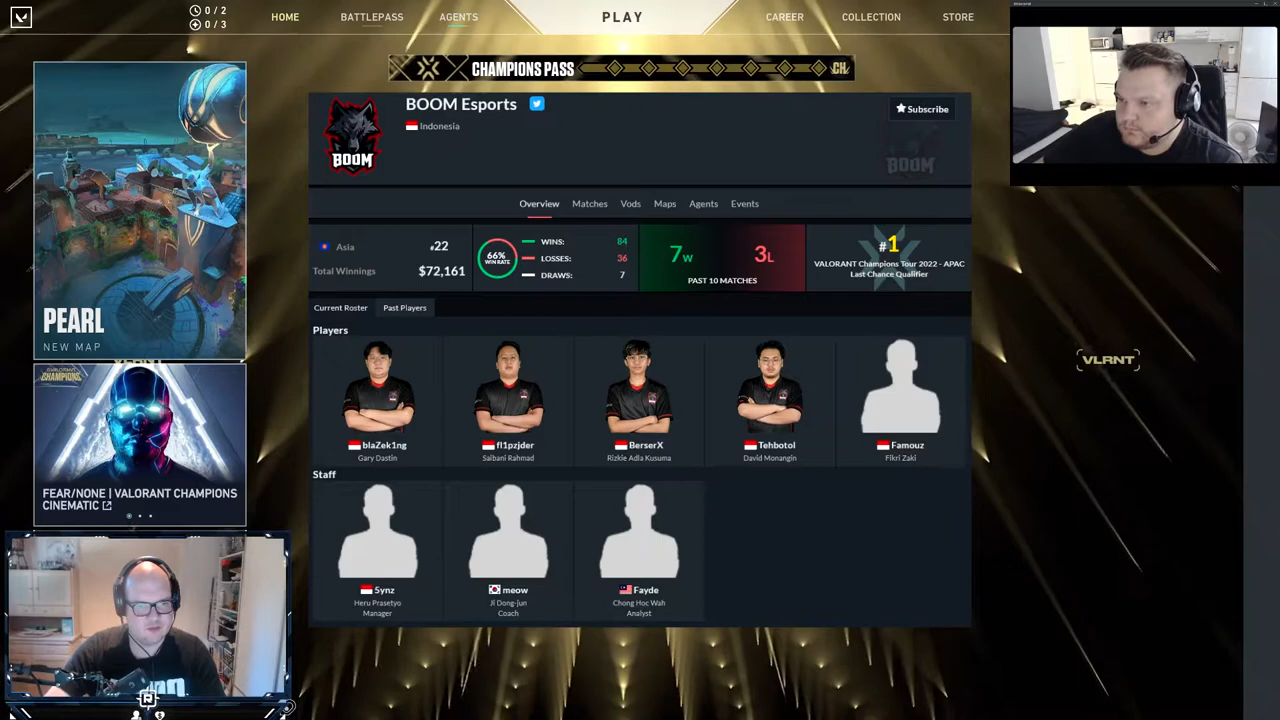 0 / 2
0 / 3
HOME
BATTLEPASS
AGENTS
PLAY
CAREER
COLLECTION
STORE
CHAMPIONS PASS
CH
BOOM Esports
Indonesia
Subscribe
BOOM
BOOM
Overview
Matches
Vods
Maps
Agents
Events
Asia
#22
Total Winnings
$72,161
66%
WIN RATE
WINS: 84
LOSSES: 36
DRAWS: 7
7W
3L
PAST 10 MATCHES
#1
VALORANT Champions Tour 2022 - APAC
Last Chance Qualifier
Current Roster
Past Players
Players
blaZek1ng
Gary Dastin
fl1pzjder
Saibani Rahmad
BerserX
Rizkie Adla Kusuma
Tehbotol
David Monangin
Famouz
Fikri Zaki
Staff
Synz
Heru Prasetyo
Manager
meow
Ji Dong-Jun
Coach
Fayde
Chong Hoc Wah
Analyst
PEARL
NEW MAP
CHAMPIONS
FEAR/NONE | VALORANT CHAMPIONS
CINEMATIC
VLRNT